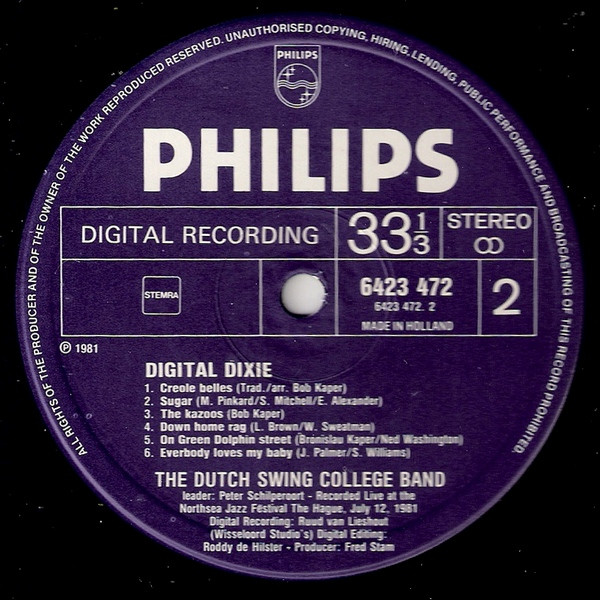 ALL RIGHTS OF THE PRODUCER AND OF THE OWNER OF THE WORK REPRODUCED RESERVED. UNAUTHORISED COPYING, HIRING, LENDING, PUBLIC PERFORMANCE AND BROADCASTING OF THIS RECORD PROHIBITED.
PHILIPS
PHILIPS
DIGITAL RECORDING
33 1/3
STEREO
STEMRA
6423 472
6423 472. 2
MADE IN HOLLAND
2
℗ 1981
DIGITAL DIXIE
1. Creole belles (Trad./arr. Bob Kaper)
2. Sugar (M. Pinkard/S. Mitchell/E. Alexander)
3. The kazoos (Bob Kaper)
4. Down home rag (L. Brown/W. Sweatman)
5. On Green Dolphin street (Bronislau Kaper/Ned Washington)
6. Everybody loves my baby (J. Palmer/S. Williams)
THE DUTCH SWING COLLEGE BAND
leader: Peter Schilperoort - Recorded Live at the
Northsea Jazz Festival The Hague, July 12, 1981
Digital Recording: Ruud van Lieshout
(Wisseloord Studio's) Digital Editing:
Roddy de Hilster - Producer: Fred Stam